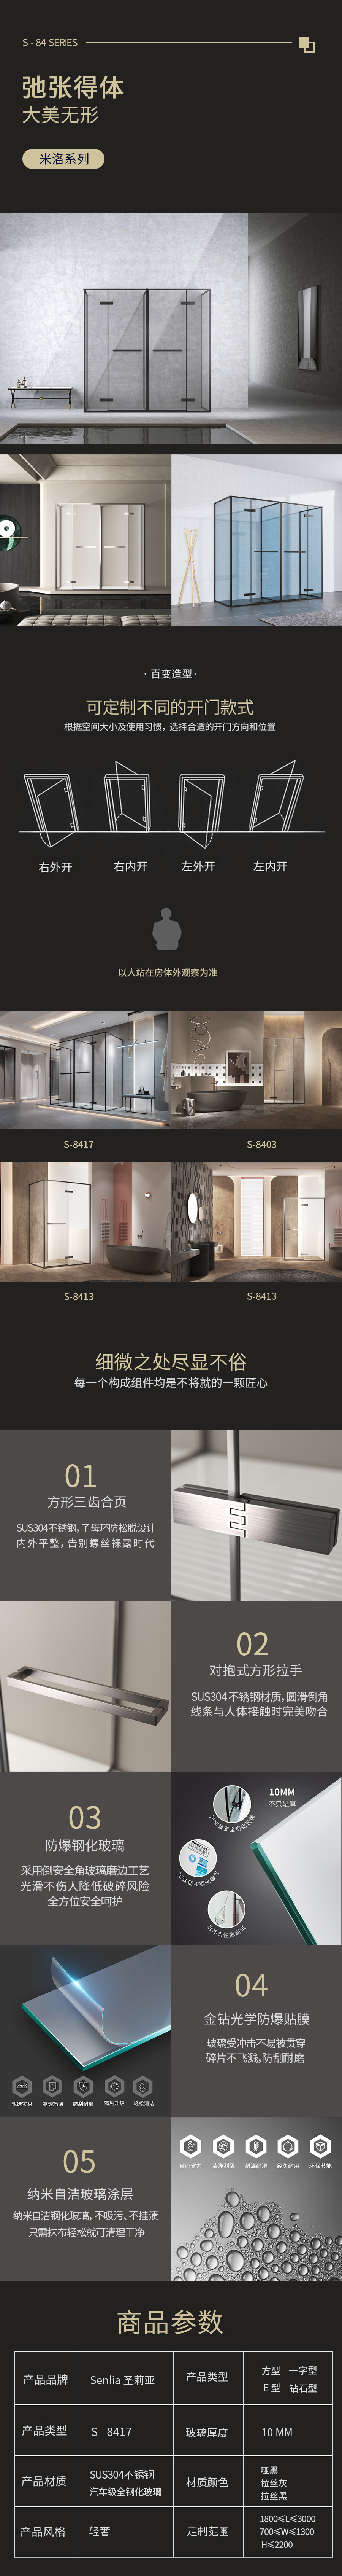 S - 84 SERIES
弛张得体
大美无形
米洛系列
· 百变造型 ·
可定制不同的开门款式
根据空间大小及使用习惯，选择合适的开门方向和位置
右外开 右内开 左外开 左内开
以人站在房体外观察为准
S-8417 S-8403
S-8413 S-8413
细微之处尽显不俗
每一个构成组件均是不将就的一颗匠心
01
方形三齿合页
SUS304不锈钢，子母环防松脱设计
内外平整，告别螺丝裸露时代
02
对抱式方形拉手
SUS304不锈钢材质，圆滑倒角
线条与人体接触时完美吻合
03
防爆钢化玻璃
采用倒安全角玻璃磨边工艺
光滑不伤人降低破碎风险
全方位安全呵护
10MM
不只是厚
汽车级安全钢化玻璃
3C认证和钢化编号
抗冲击性能测试
04
金钻光学防爆贴膜
玻璃受冲击不易被贯穿
碎片不飞溅，防刮耐磨
甄选实材 高透巧薄 防刮耐磨 隔热升级 轻松清洁
05
纳米自洁玻璃涂层
纳米自洁钢化玻璃，不吸污、不挂渍
只需抹布轻松就可清理干净
省心省力 洁净利落 耐温耐湿 经久耐用 环保节能
商品参数
产品品牌 Senlia 圣莉亚 产品类型 方型 一字型
E 型 钻石型
产品类型 S - 8417 玻璃厚度 10 MM
产品材质 SUS304不锈钢
汽车级全钢化玻璃
材质颜色 哑黑
拉丝灰
拉丝黑
产品风格 轻奢 定制范围 1800≤L≤3000
700≤W≤1300
H≤2200